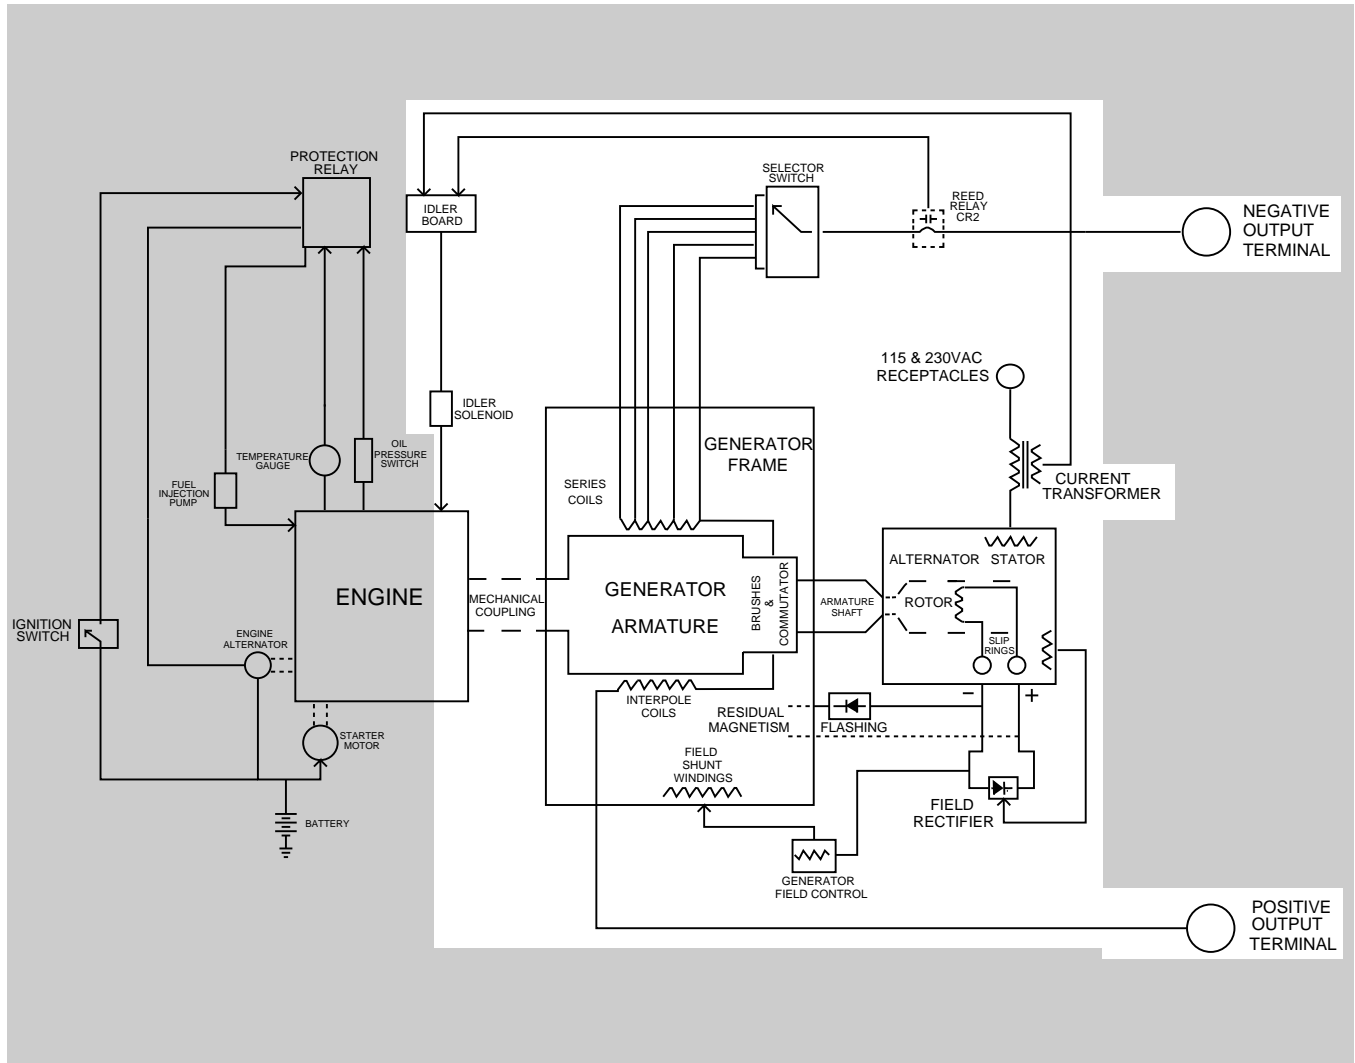 PROTECTION
RELAY
IDLER
BOARD
SELECTOR
SWITCH
REED
RELAY
CR2
NEGATIVE
OUTPUT
TERMINAL
115 & 230VAC
RECEPTACLES
IDLER
SOLENOID
GENERATOR
FRAME
OIL
PRESSURE
SWITCH
TEMPERATURE
GAUGE
FUEL
INJECTION
PUMP
SERIES
COILS
CURRENT
TRANSFORMER
ENGINE
MECHANICAL
COUPLING
GENERATOR
ARMATURE
BRUSHES
&
COMMUTATOR
ARMATURE
SHAFT
ALTERNATOR
STATOR
ROTOR
SLIP
RINGS
IGNITION
SWITCH
ENGINE
ALTERNATOR
- +
INTERPOLE
COILS
RESIDUAL
MAGNETISM
FLASHING
STARTER
MOTOR
FIELD
SHUNT
WINDINGS
FIELD
RECTIFIER
BATTERY
GENERATOR
FIELD CONTROL
POSITIVE
OUTPUT
TERMINAL